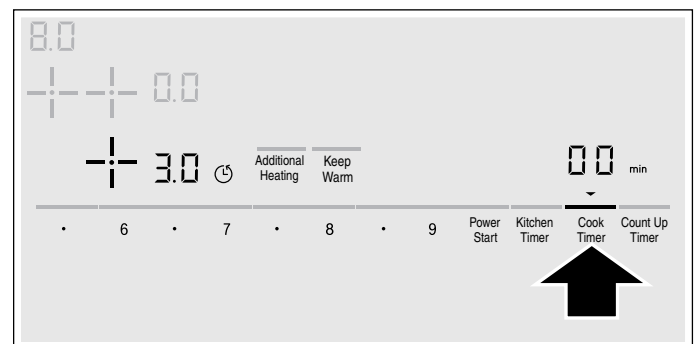 8.0
0.0
3.0 Additional Heating Keep Warm 00 min
· 6 · 7 · 8 · 9 Power Start Kitchen Timer Cook Timer Count Up Timer